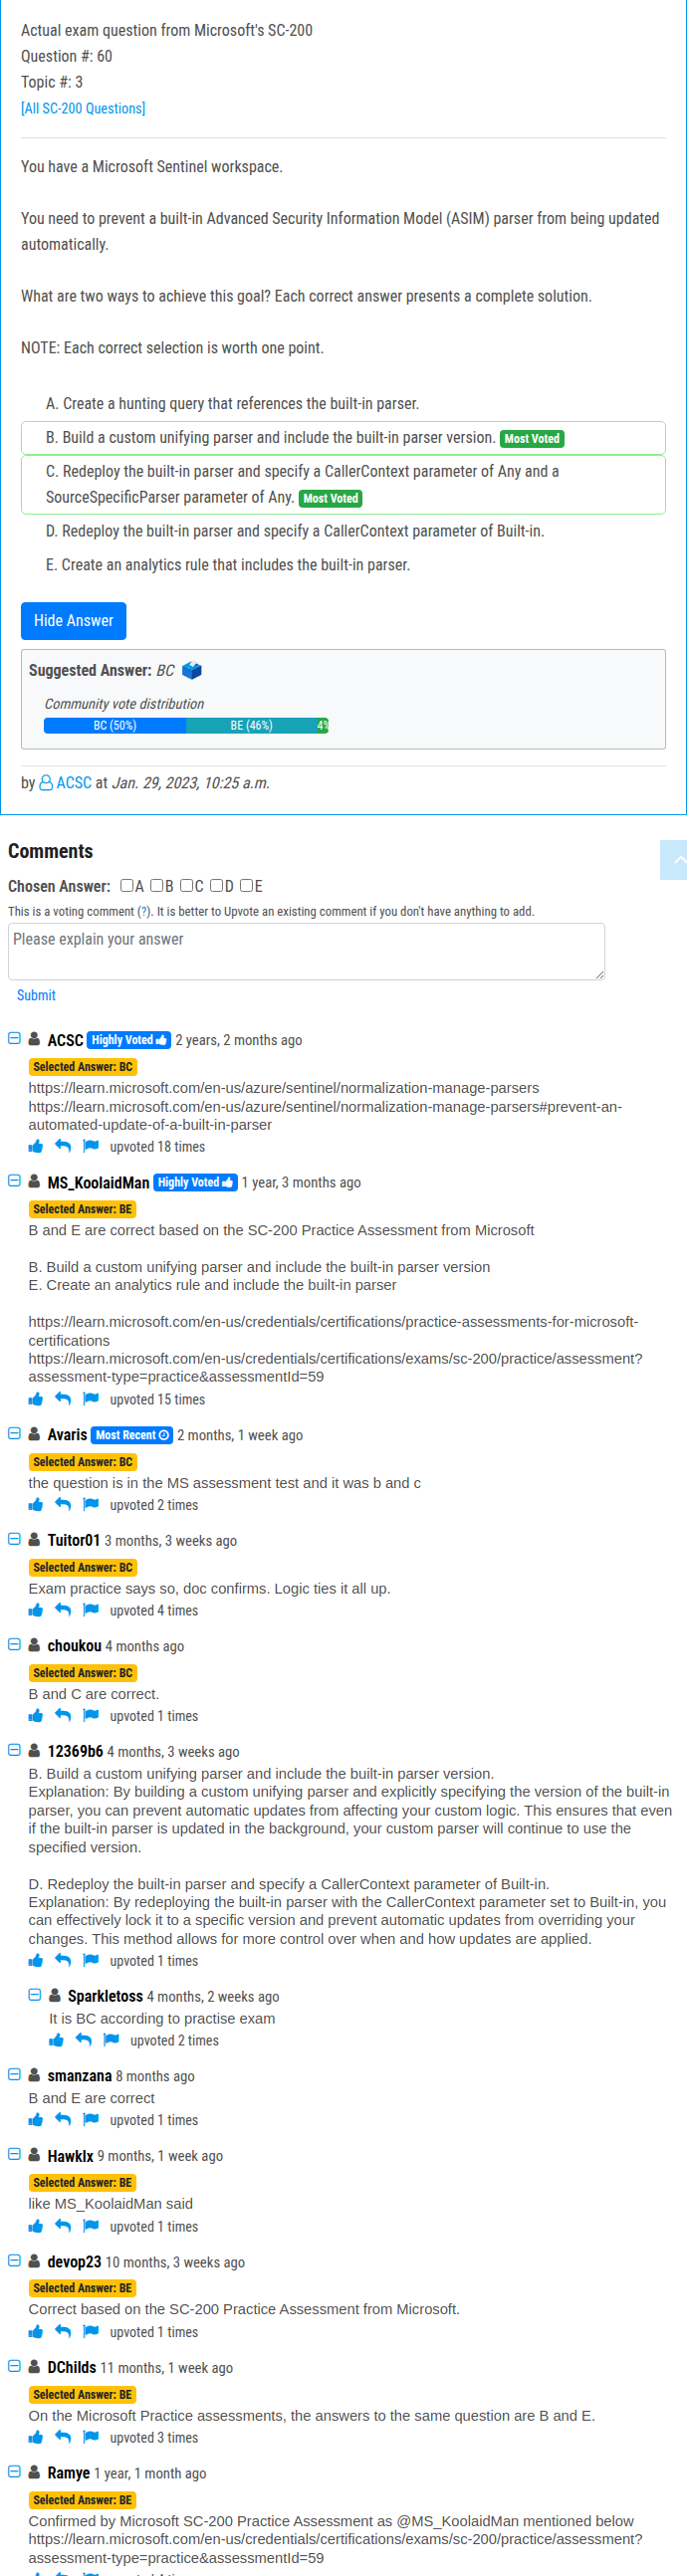 Actual exam question from Microsoft's SC-200
Question #: 60
Topic #: 3
[All SC-200 Questions]
You have a Microsoft Sentinel workspace.
You need to prevent a built-in Advanced Security Information Model (ASIM) parser from being updated
automatically.
What are two ways to achieve this goal? Each correct answer presents a complete solution.
NOTE: Each correct selection is worth one point.
A. Create a hunting query that references the built-in parser.
B. Build a custom unifying parser and include the built-in parser version. Most Voted
C. Redeploy the built-in parser and specify a CallerContext parameter of Any and a
SourceSpecificParser parameter of Any. Most Voted
D. Redeploy the built-in parser and specify a CallerContext parameter of Built-in.
E. Create an analytics rule that includes the built-in parser.
Hide Answer
Suggested Answer: BC
Community vote distribution
BC (50%) BE (46%) 4%
by ACSC at Jan. 29, 2023, 10:25 a.m.
Comments
Chosen Answer: A B C D E
This is a voting comment (?). It is better to Upvote an existing comment if you don't have anything to add.
Please explain your answer
Submit
ACSC Highly Voted 2 years, 2 months ago
Selected Answer: BC
https://learn.microsoft.com/en-us/azure/sentinel/normalization-manage-parsers
https://learn.microsoft.com/en-us/azure/sentinel/normalization-manage-parsers#prevent-an-
automated-update-of-a-built-in-parser
upvoted 18 times
MS_KoolaidMan Highly Voted 1 year, 3 months ago
Selected Answer: BE
B and E are correct based on the SC-200 Practice Assessment from Microsoft
B. Build a custom unifying parser and include the built-in parser version
E. Create an analytics rule and include the built-in parser
https://learn.microsoft.com/en-us/credentials/certifications/practice-assessments-for-microsoft-
certifications
https://learn.microsoft.com/en-us/credentials/certifications/exams/sc-200/practice/assessment?
assessment-type=practice&assessmentId=59
upvoted 15 times
Avaris Most Recent 2 months, 1 week ago
Selected Answer: BC
the question is in the MS assessment test and it was b and c
upvoted 2 times
Tuitor01 3 months, 3 weeks ago
Selected Answer: BC
Exam practice says so, doc confirms. Logic ties it all up.
upvoted 4 times
choukou 4 months ago
Selected Answer: BC
B and C are correct.
upvoted 1 times
12369b6 4 months, 3 weeks ago
B. Build a custom unifying parser and include the built-in parser version.
Explanation: By building a custom unifying parser and explicitly specifying the version of the built-in
parser, you can prevent automatic updates from affecting your custom logic. This ensures that even
if the built-in parser is updated in the background, your custom parser will continue to use the
specified version.
D. Redeploy the built-in parser and specify a CallerContext parameter of Built-in.
Explanation: By redeploying the built-in parser with the CallerContext parameter set to Built-in, you
can effectively lock it to a specific version and prevent automatic updates from overriding your
changes. This method allows for more control over when and how updates are applied.
upvoted 1 times
Sparkletoss 4 months, 2 weeks ago
It is BC according to practise exam
upvoted 2 times
smanzana 8 months ago
B and E are correct
upvoted 1 times
Hawklx 9 months, 1 week ago
Selected Answer: BE
like MS_KoolaidMan said
upvoted 1 times
devop23 10 months, 3 weeks ago
Selected Answer: BE
Correct based on the SC-200 Practice Assessment from Microsoft.
upvoted 1 times
DChilds 11 months, 1 week ago
Selected Answer: BE
On the Microsoft Practice assessments, the answers to the same question are B and E.
upvoted 3 times
Ramye 1 year, 1 month ago
Selected Answer: BE
Confirmed by Microsoft SC-200 Practice Assessment as @MS_KoolaidMan mentioned below
https://learn.microsoft.com/en-us/credentials/certifications/exams/sc-200/practice/assessment?
assessment-type=practice&assessmentId=59